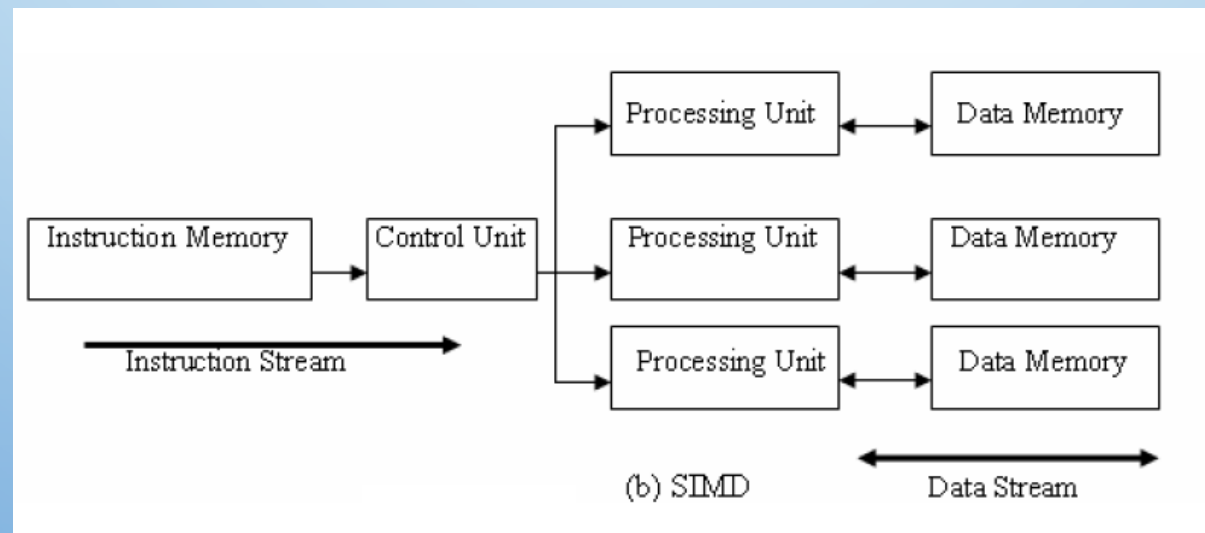 Processing Unit
Data Memory
Instruction Memory
Control Unit
Processing Unit
Data Memory
Instruction Stream
Processing Unit
Data Memory
(b) SIMD
Data Stream